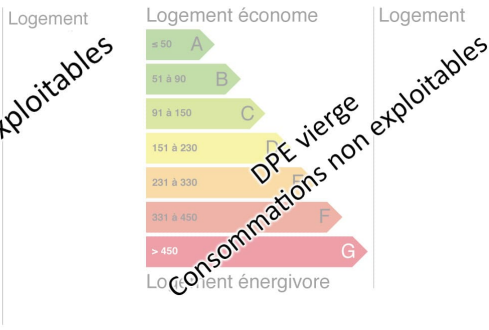 Logement
xploitables
Logement économe
≤ 50 A
51 à 90 B
91 à 150 C
151 à 230 D
231 à 330 E
331 à 450 F
> 450 G
Logement énergivore
DPE vierge
Consommations non exploitables
Logement